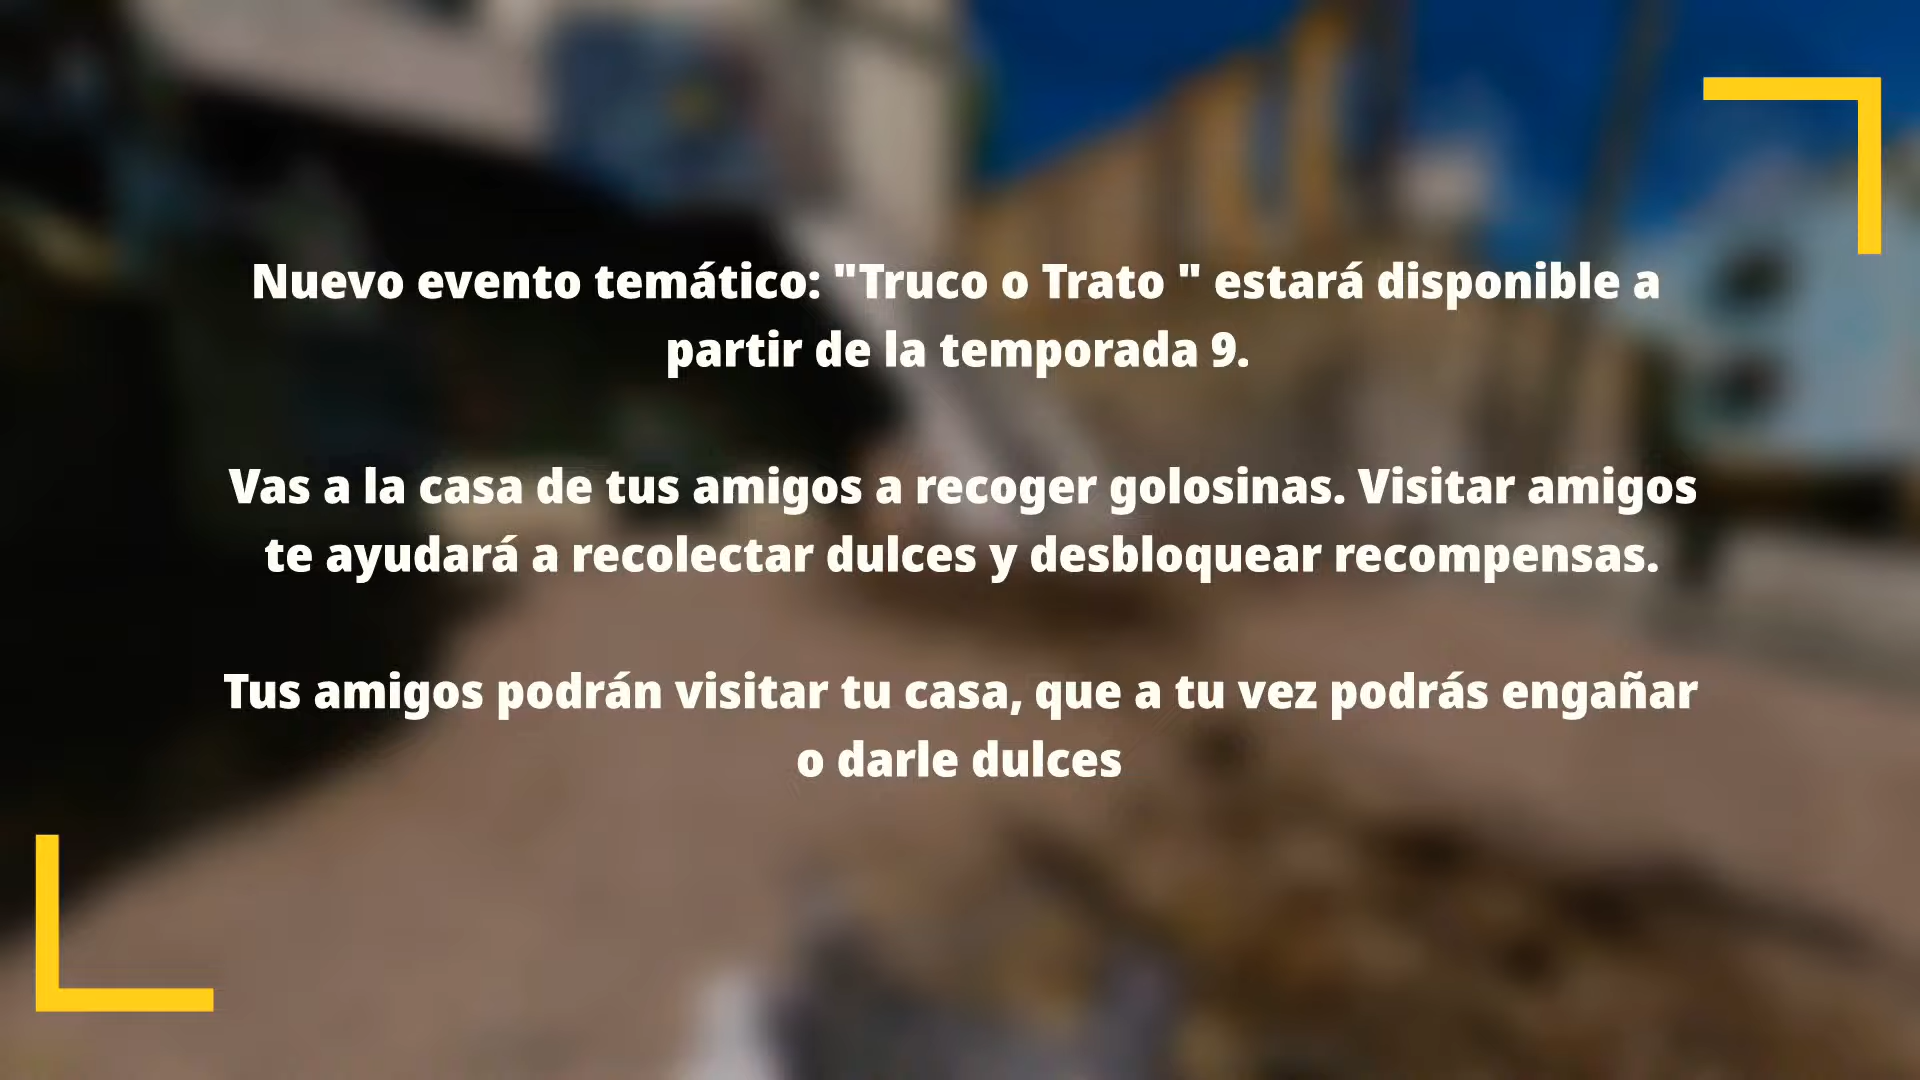 Nuevo evento temático: "Truco o Trato " estará disponible a
partir de la temporada 9.
Vas a la casa de tus amigos a recoger golosinas. Visitar amigos
te ayudará a recolectar dulces y desbloquear recompensas.
Tus amigos podrán visitar tu casa, que a tu vez podrás engañar
o darle dulces